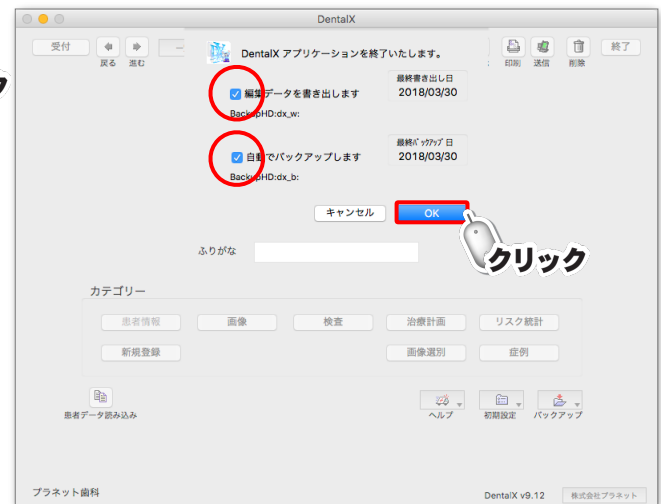 DentalX
受付
戻る
進む
DentalX アプリケーションを終了いたします。
印刷
送信
削除
終了
ク
編集データを書き出します
最終書き出し日
2018/03/30
BackupHD:dx_w:
自動でバックアップします
最終バックアップ日
2018/03/30
BackupHD:dx_b:
キャンセル
OK
クリック
ふりがな
カテゴリー
患者情報
画像
検査
治療計画
リスク統計
新規登録
画像選別
症例
患者データ読み込み
ヘルプ
初期設定
バックアップ
プラネット歯科
DentalX v9.12
株式会社プラネット